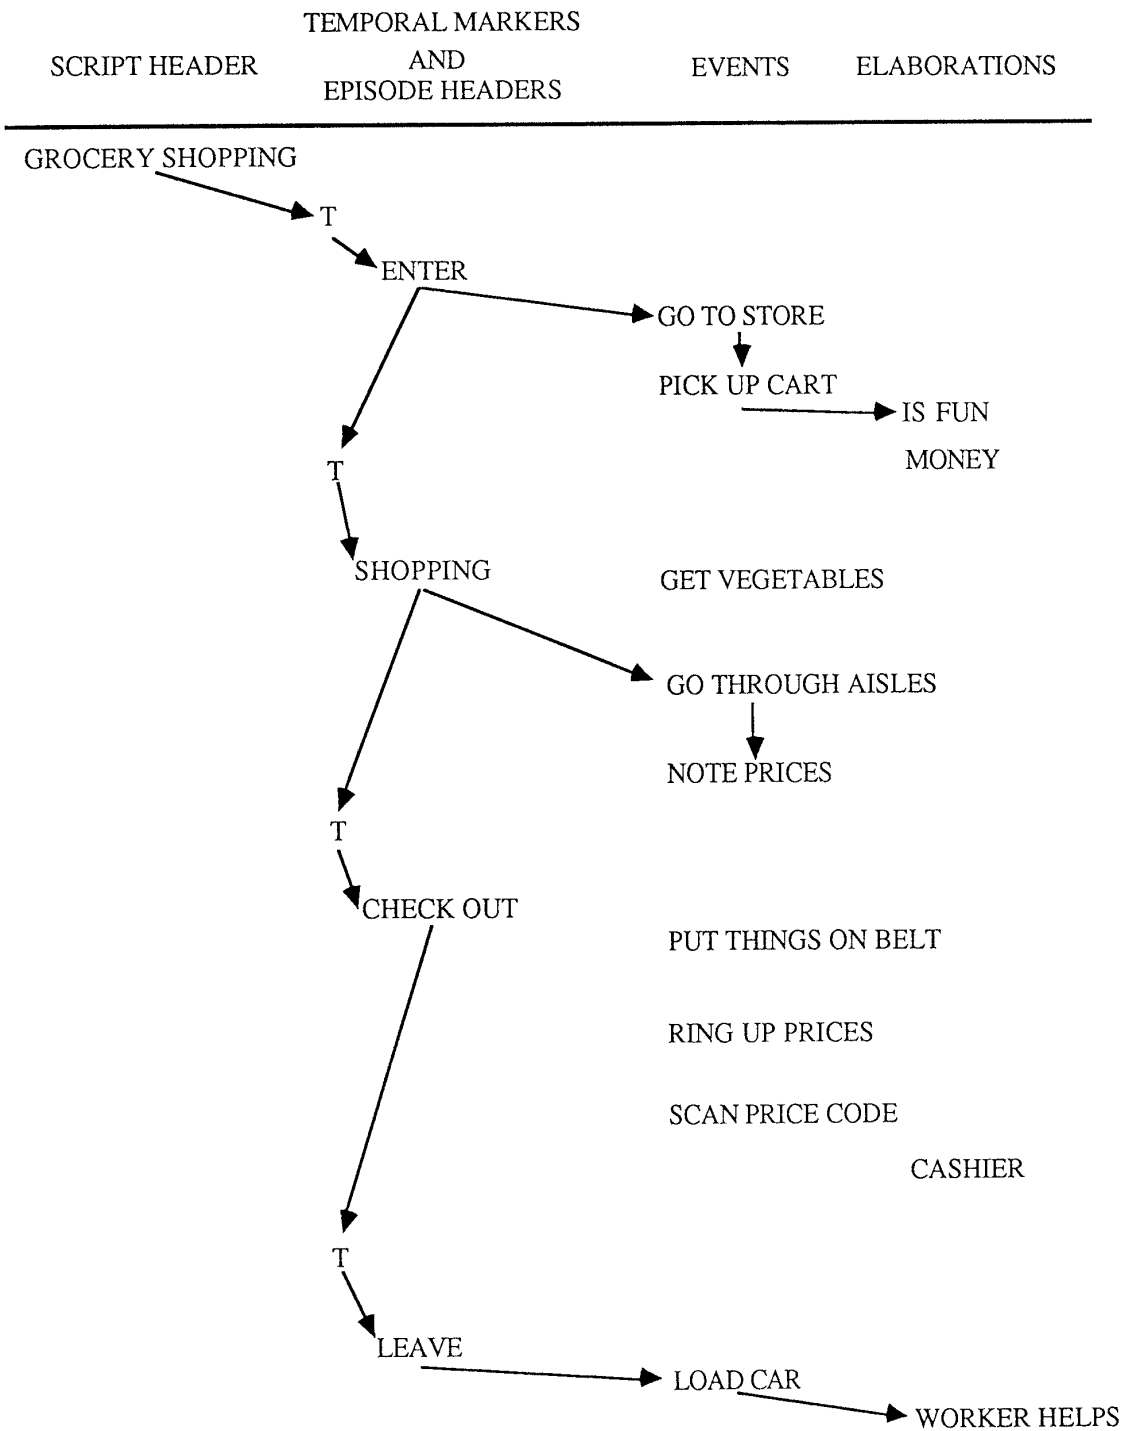 TEMPORAL MARKERS
AND
EPISODE HEADERS
SCRIPT HEADER
EVENTS
ELABORATIONS
GROCERY SHOPPING
T
ENTER
GO TO STORE
PICK UP CART
IS FUN
MONEY
T
SHOPPING
GET VEGETABLES
GO THROUGH AISLES
NOTE PRICES
T
CHECK OUT
PUT THINGS ON BELT
RING UP PRICES
SCAN PRICE CODE
CASHIER
T
LEAVE
LOAD CAR
WORKER HELPS